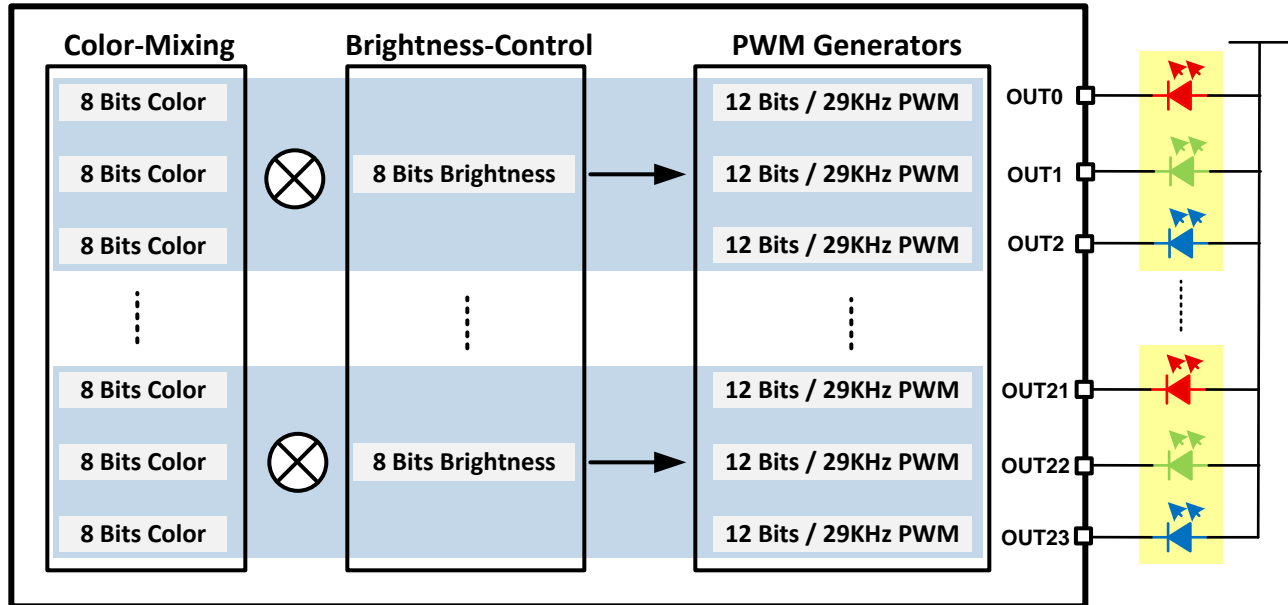 Color-Mixing Brightness-Control PWM Generators
8 Bits Color 12 Bits / 29KHz PWM OUT0
8 Bits Color 8 Bits Brightness 12 Bits / 29KHz PWM OUT1
8 Bits Color 12 Bits / 29KHz PWM OUT2
8 Bits Color 12 Bits / 29KHz PWM OUT21
8 Bits Color 8 Bits Brightness 12 Bits / 29KHz PWM OUT22
8 Bits Color 12 Bits / 29KHz PWM OUT23